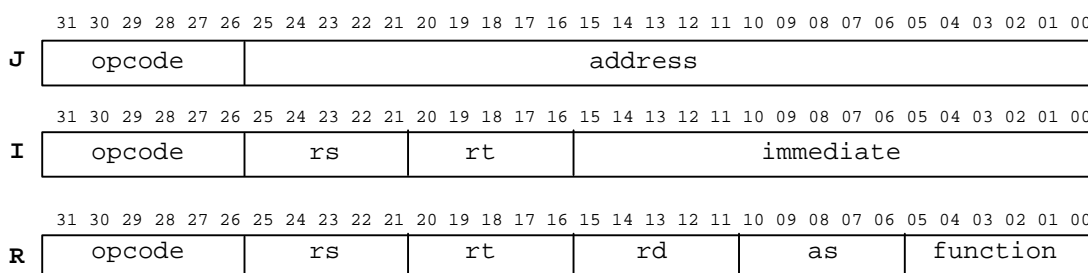 31 30 29 28 27 26 25 24 23 22 21 20 19 18 17 16 15 14 13 12 11 10 09 08 07 06 05 04 03 02 01 00
J opcode address
31 30 29 28 27 26 25 24 23 22 21 20 19 18 17 16 15 14 13 12 11 10 09 08 07 06 05 04 03 02 01 00
I opcode rs rt immediate
31 30 29 28 27 26 25 24 23 22 21 20 19 18 17 16 15 14 13 12 11 10 09 08 07 06 05 04 03 02 01 00
R opcode rs rt rd as function